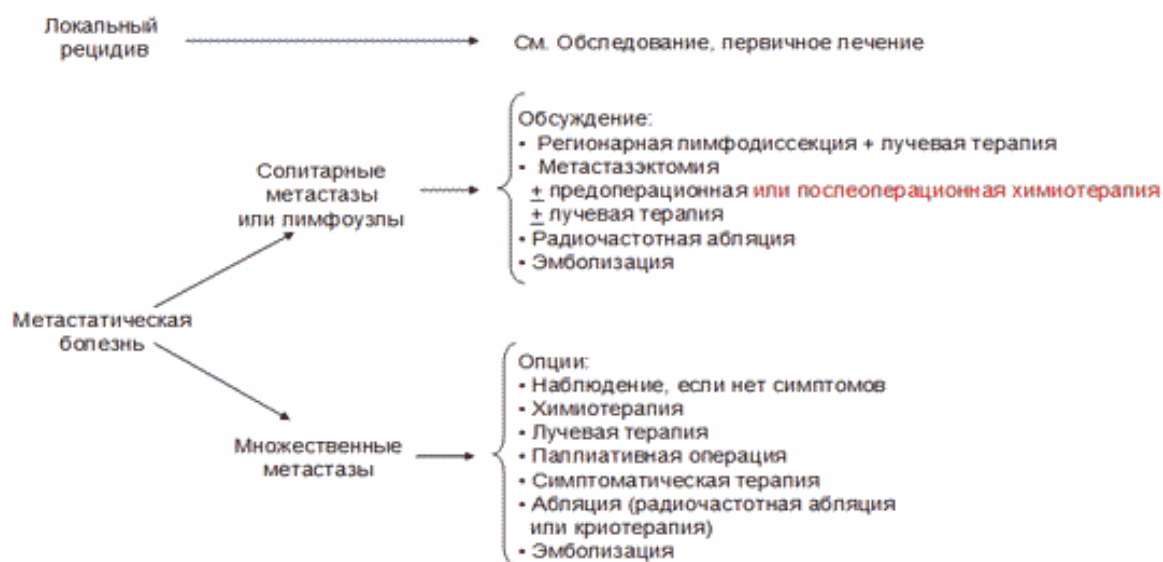 Локальный
рецидив
См. Обследование, первичное лечение
Солитарные
метастазы
или лимфоузлы
Обсуждение:
• Регионарная лимфодиссекция + лучевая терапия
• Метастазэктомия
+ предоперационная или послеоперационная химиотерапия
+ лучевая терапия
• Радиочастотная абляция
• Эмболизация
Метастатическая
болезнь
Множественные
метастазы
Опции:
• Наблюдение, если нет симптомов
• Химиотерапия
• Лучевая терапия
• Паллиативная операция
• Симптоматическая терапия
• Абляция (радиочастотная абляция
или криотерапия)
• Эмболизация